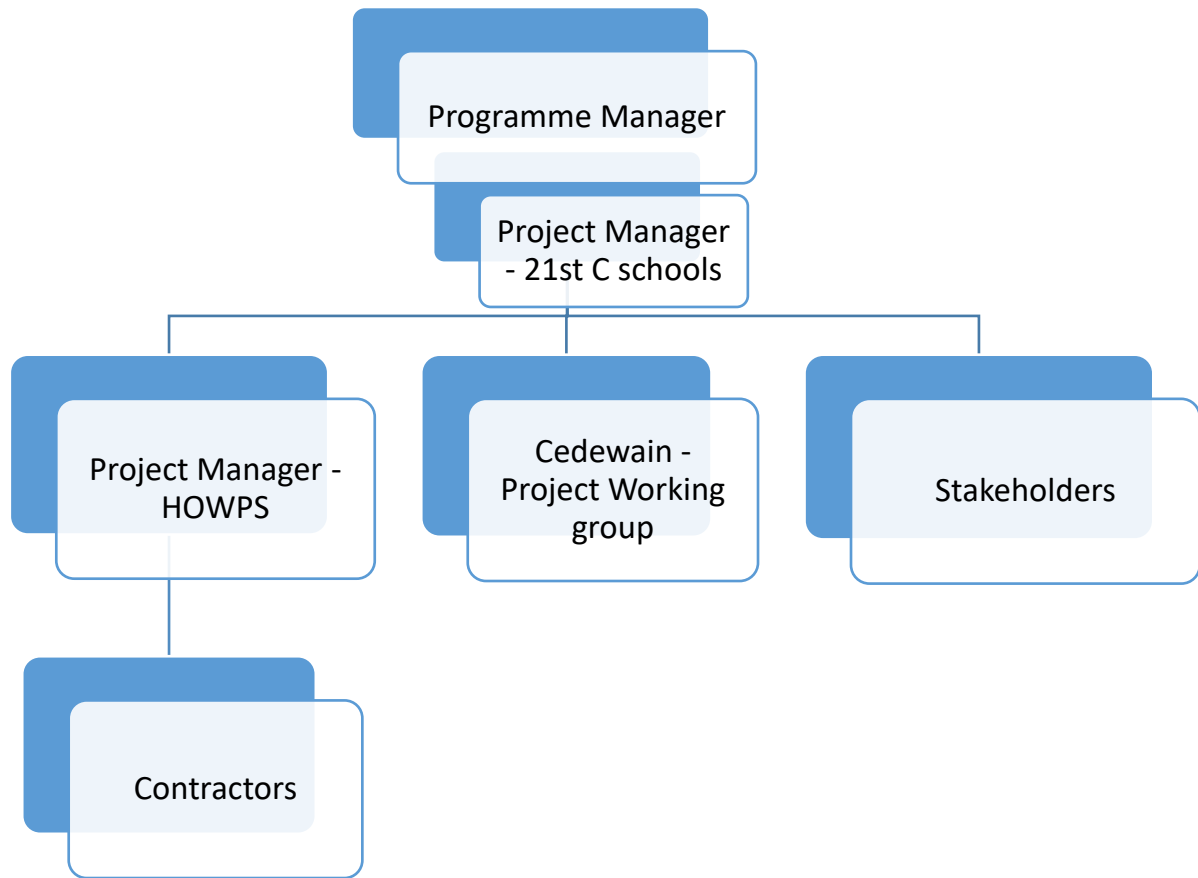 Programme Manager
Project Manager
- 21st C schools
Project Manager -
HOWPS
Cedewain -
Project Working
group
Stakeholders
Contractors